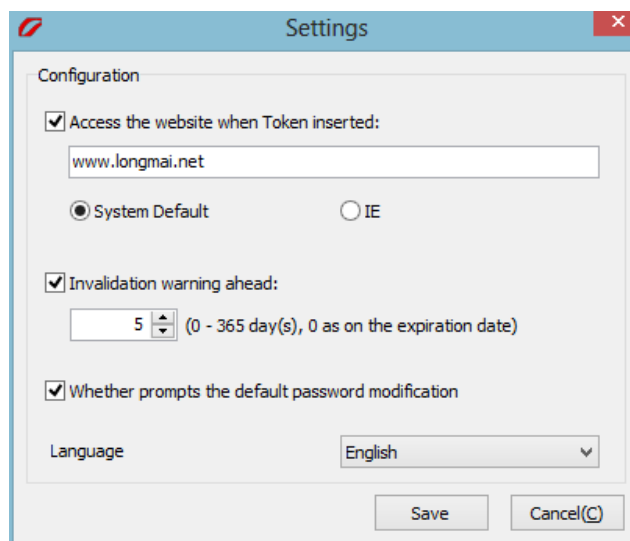 Settings
Configuration
Access the website when Token inserted:
www.longmai.net
System Default IE
Invalidation warning ahead:
5 (0 - 365 day(s), 0 as on the expiration date)
Whether prompts the default password modification
Language English
Save Cancel(C)